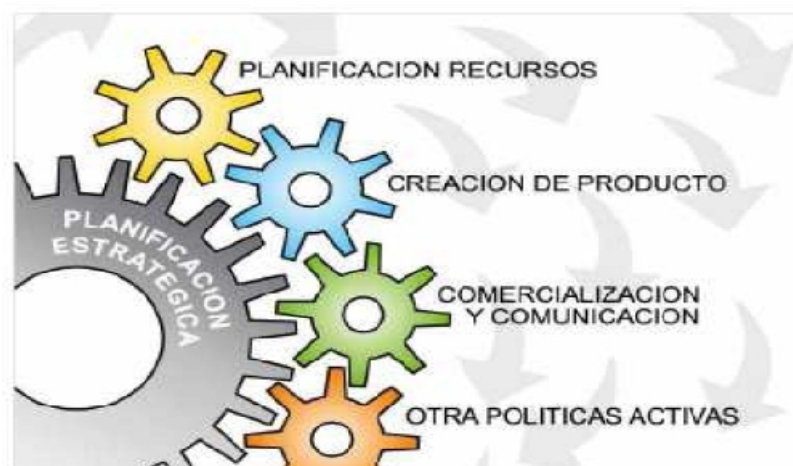 PLANIFICACION RECURSOS
CREACION DE PRODUCTO
PLANIFICACION
ESTRATEGICA
COMERCIALIZACION
Y COMUNICACION
OTRA POLITICAS ACTIVAS